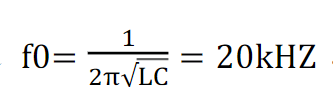 f0= 1/2π√LC = 20kHZ